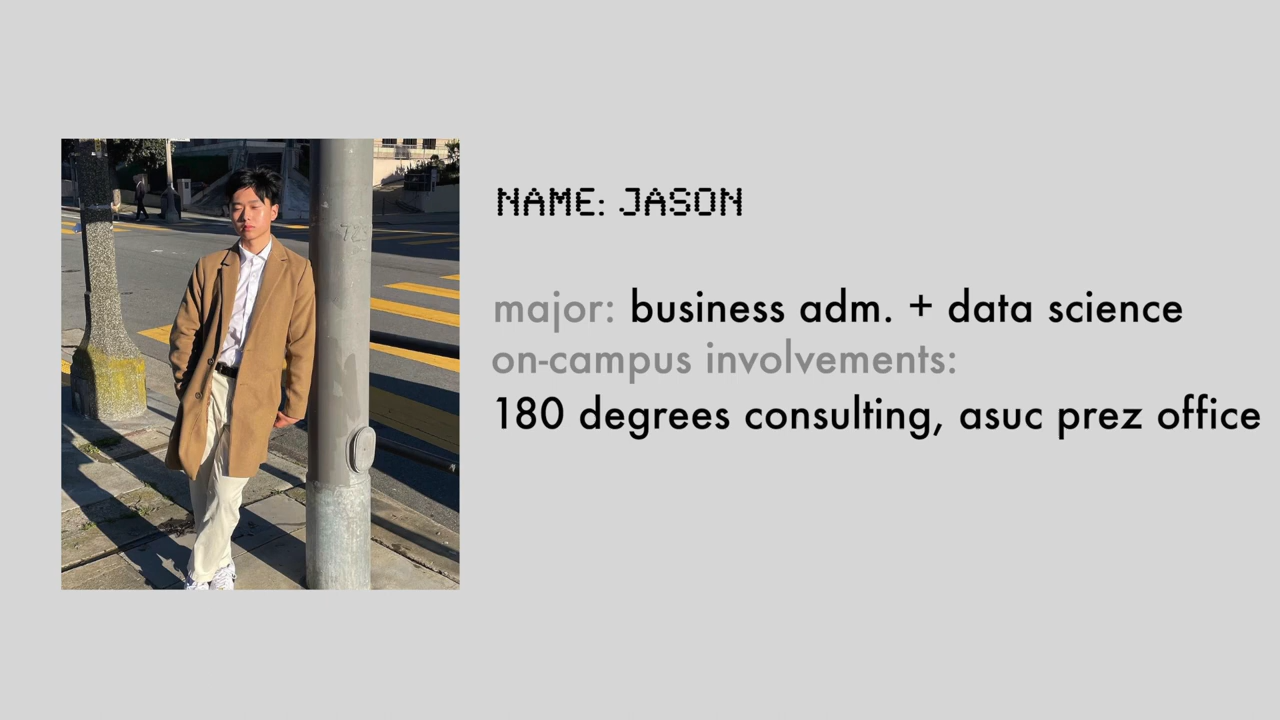 NAME: JASON
major: business adm. + data science
on-campus involvements:
180 degrees consulting, asuc prez office